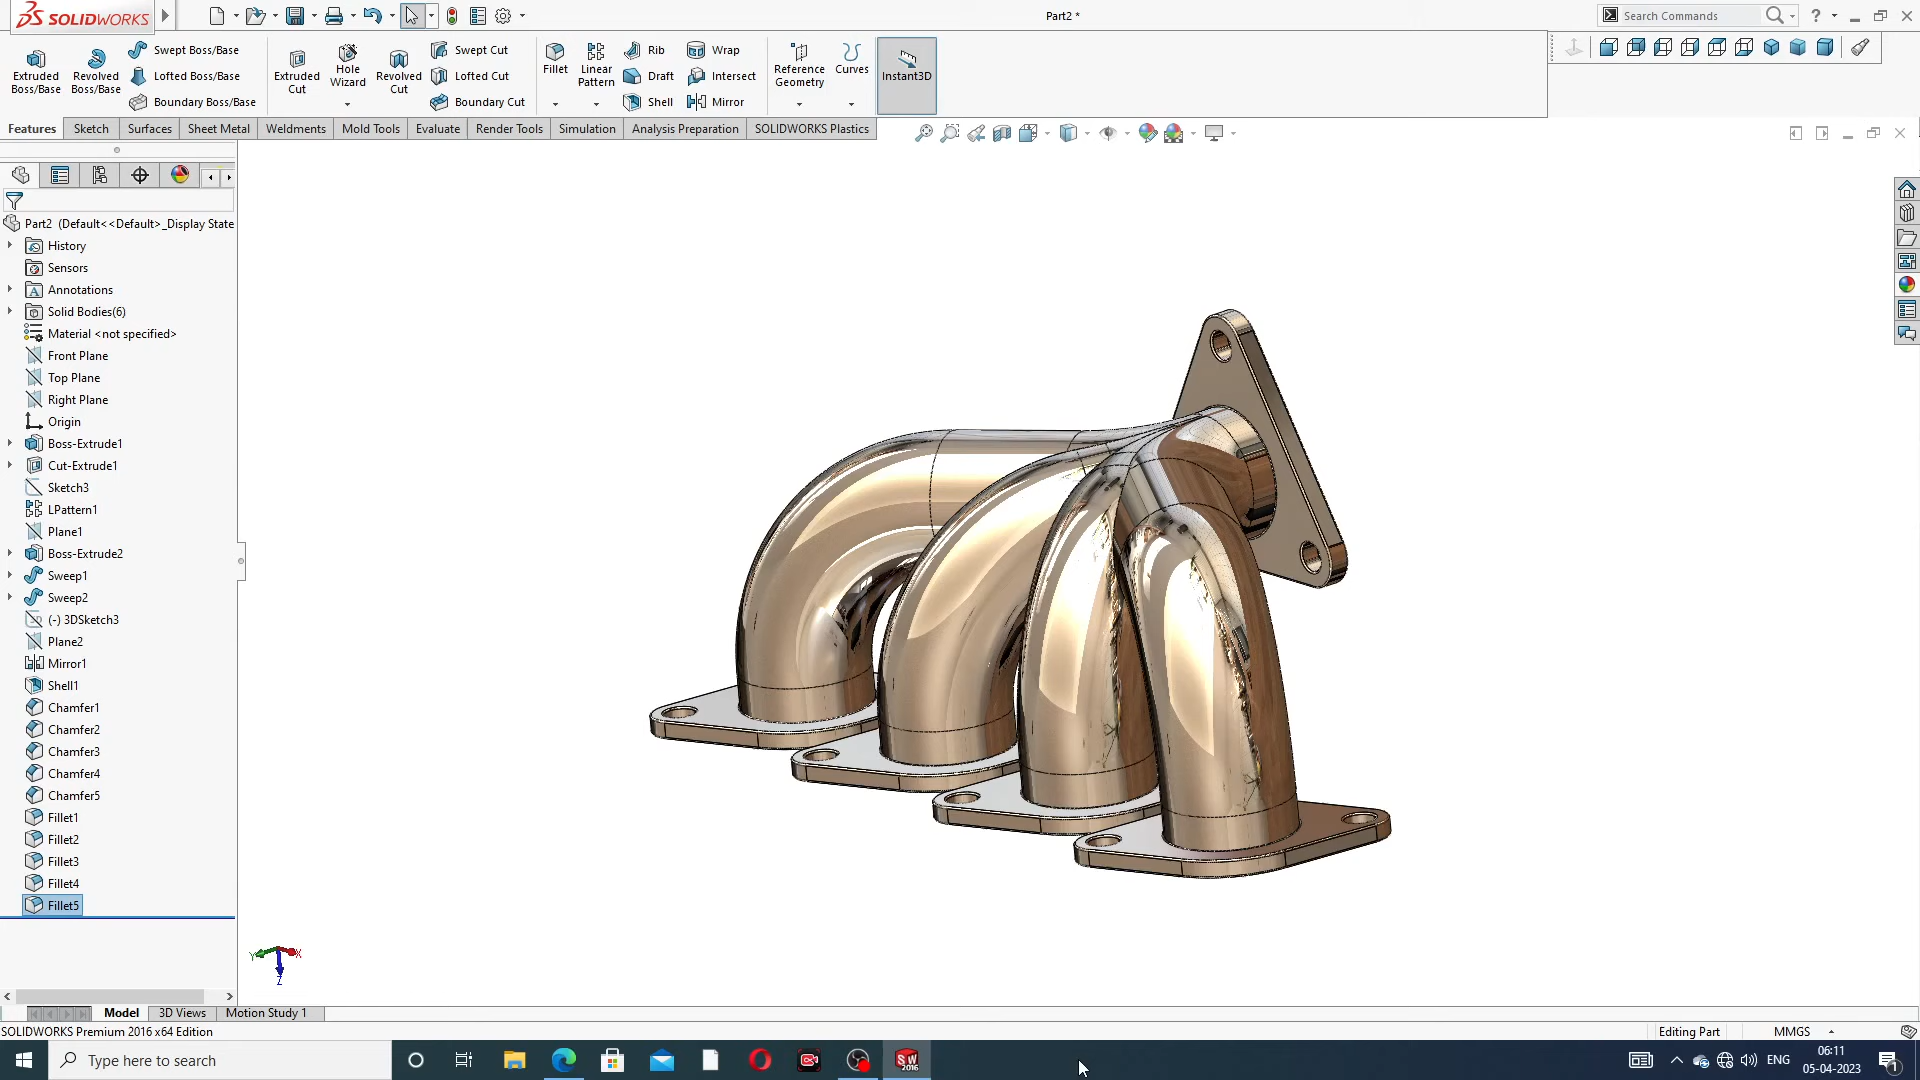 SOLIDWORKS
Part2 *
Search Commands
?
Extruded Boss/Base
Revolved Boss/Base
Swept Boss/Base
Lofted Boss/Base
Boundary Boss/Base
Extruded Cut
Hole Wizard
Revolved Cut
Swept Cut
Lofted Cut
Boundary Cut
Fillet
Linear Pattern
Rib
Draft
Shell
Wrap
Intersect
Mirror
Reference Geometry
Curves
Instant3D
Features
Sketch
Surfaces
Sheet Metal
Weldments
Mold Tools
Evaluate
Render Tools
Simulation
Analysis Preparation
SOLIDWORKS Plastics
Part2 (Default<<Default>_Display State
History
Sensors
Annotations
Solid Bodies(6)
Material <not specified>
Front Plane
Top Plane
Right Plane
Origin
Boss-Extrude1
Cut-Extrude1
Sketch3
LPattern1
Plane1
Boss-Extrude2
Sweep1
Sweep2
(-) 3DSketch3
Plane2
Mirror1
Shell1
Chamfer1
Chamfer2
Chamfer3
Chamfer4
Chamfer5
Fillet1
Fillet2
Fillet3
Fillet4
Fillet5
Y
X
Z
Model
3D Views
Motion Study 1
SOLIDWORKS Premium 2016 x64 Edition
Editing Part
MMGS
Type here to search
SW
2016
ENG
06:11
05-04-2023
1